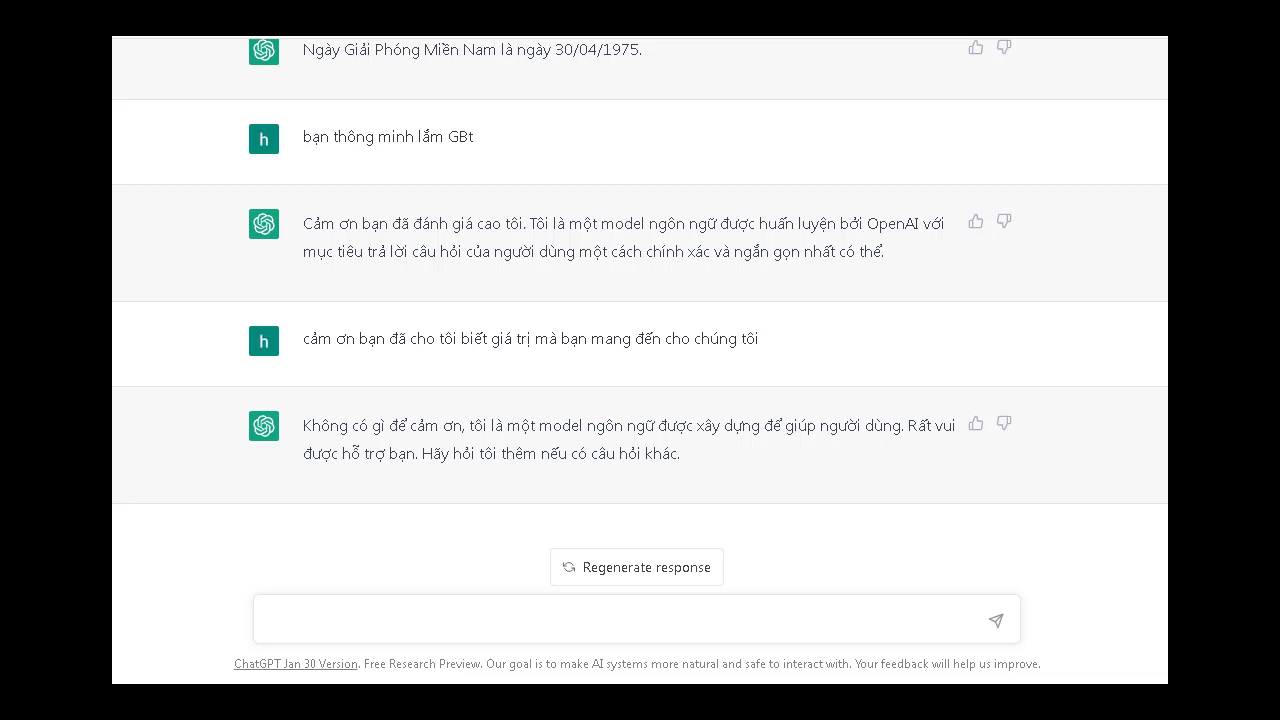 Ngày Giải Phóng Miền Nam là ngày 30/04/1975.
h
bạn thông minh lắm GBt
Cảm ơn bạn đã đánh giá cao tôi. Tôi là một model ngôn ngữ được huấn luyện bởi OpenAI với
mục tiêu trả lời câu hỏi của người dùng một cách chính xác và ngắn gọn nhất có thể.
h
cảm ơn bạn đã cho tôi biết giá trị mà bạn mang đến cho chúng tôi
Không có gì để cảm ơn, tôi là một model ngôn ngữ được xây dựng để giúp người dùng. Rất vui
được hỗ trợ bạn. Hãy hỏi tôi thêm nếu có câu hỏi khác.
Regenerate response
ChatGPT Jan 30 Version. Free Research Preview. Our goal is to make AI systems more natural and safe to interact with. Your feedback will help us improve.